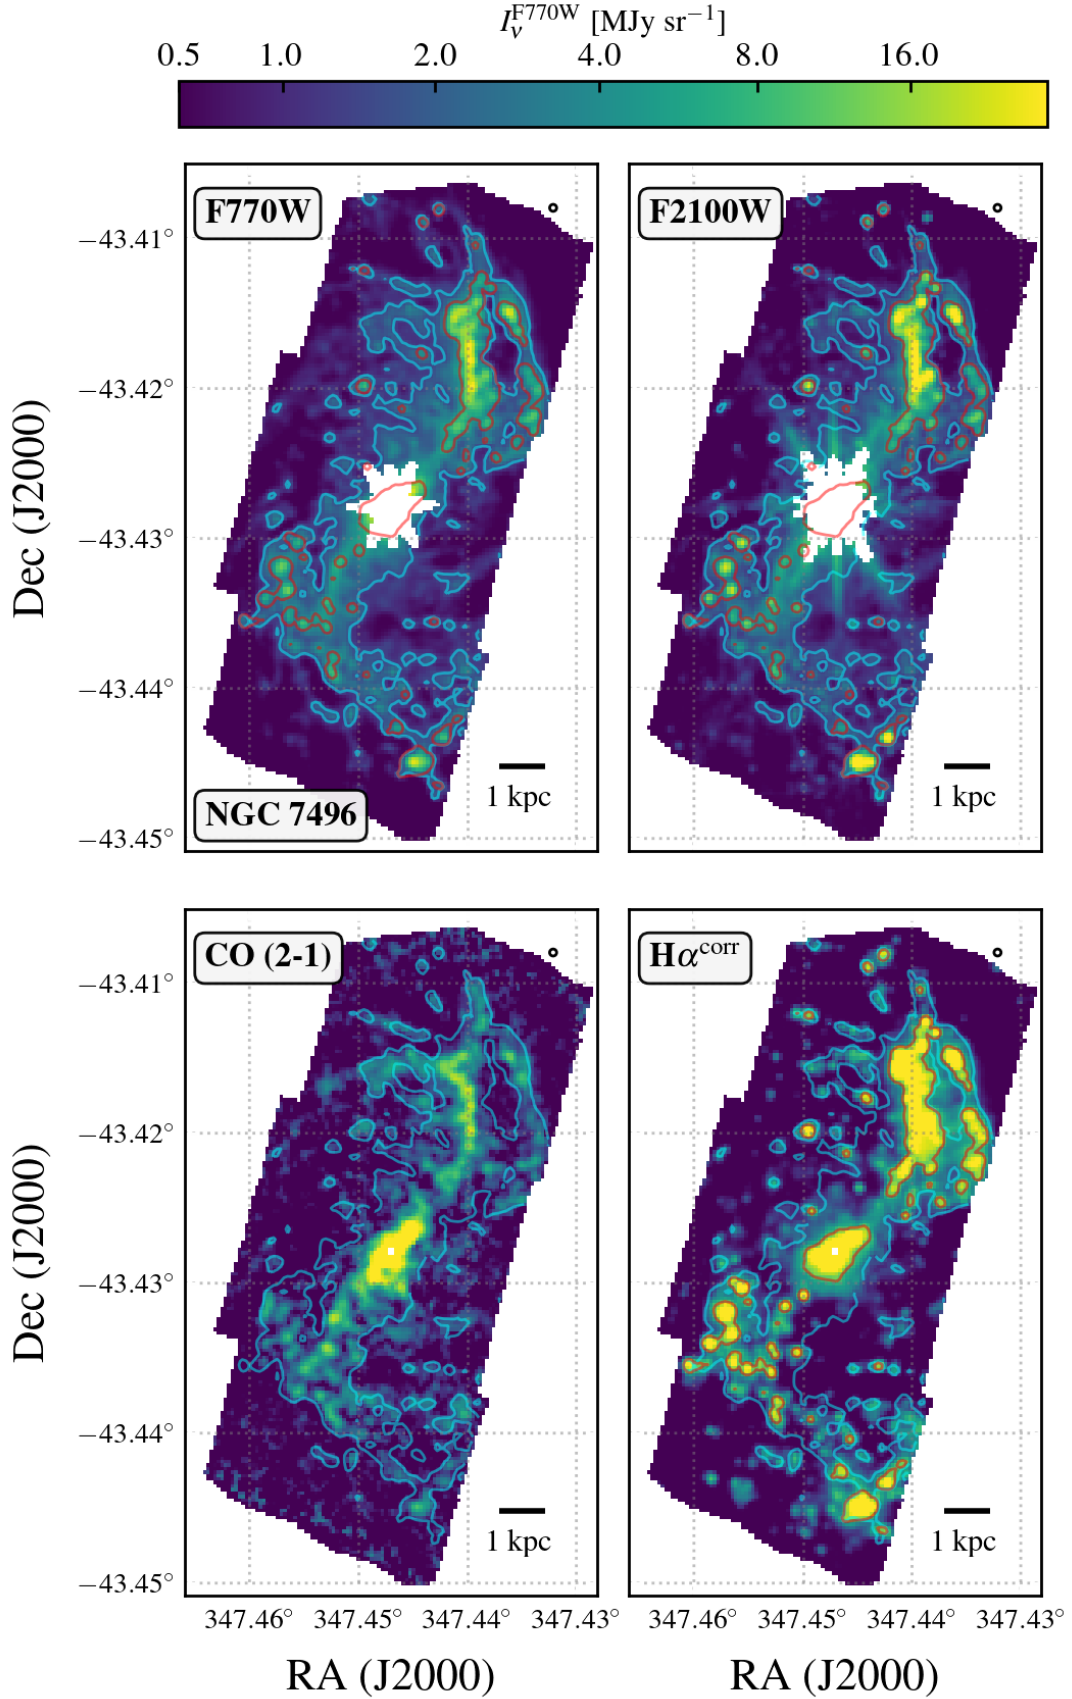 I_ν^F770W [MJy sr⁻¹]
0.5 1.0 2.0 4.0 8.0 16.0
F770W
F2100W
−43.41°
−43.42°
−43.43°
−43.44°
−43.45°
Dec (J2000)
1 kpc
1 kpc
NGC 7496
CO (2-1)
Hα^corr
−43.41°
−43.42°
−43.43°
−43.44°
−43.45°
Dec (J2000)
1 kpc
1 kpc
347.46° 347.45° 347.44° 347.43°
347.46° 347.45° 347.44° 347.43°
RA (J2000)
RA (J2000)